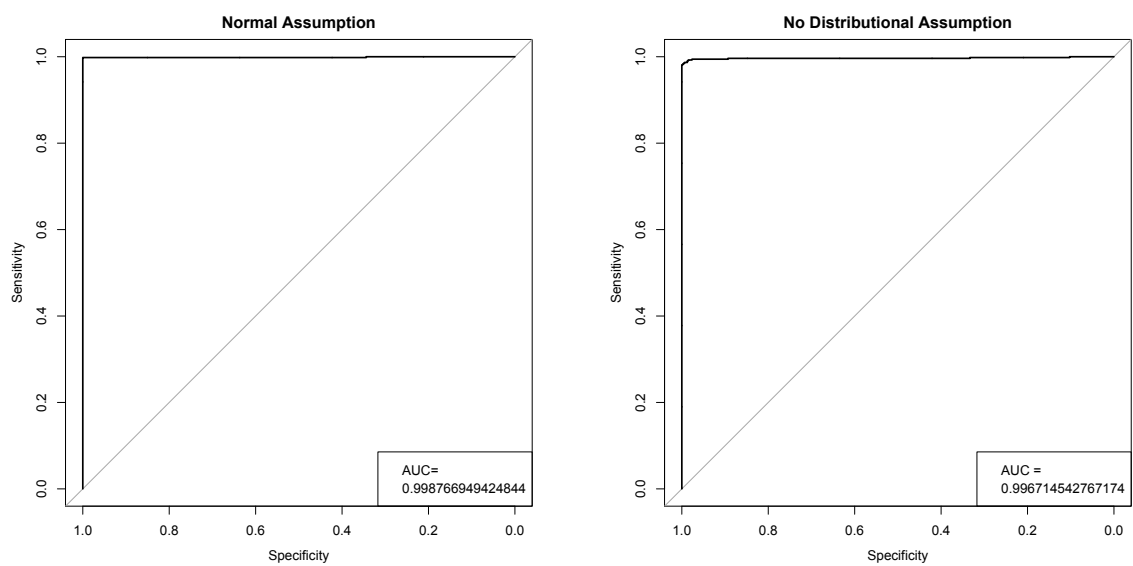 Normal Assumption
Sensitivity
1.0
0.8
0.6
0.4
0.2
0.0
AUC=
0.998766949424844
1.0 0.8 0.6 0.4 0.2 0.0
Specificity
No Distributional Assumption
Sensitivity
1.0
0.8
0.6
0.4
0.2
0.0
AUC =
0.996714542767174
1.0 0.8 0.6 0.4 0.2 0.0
Specificity